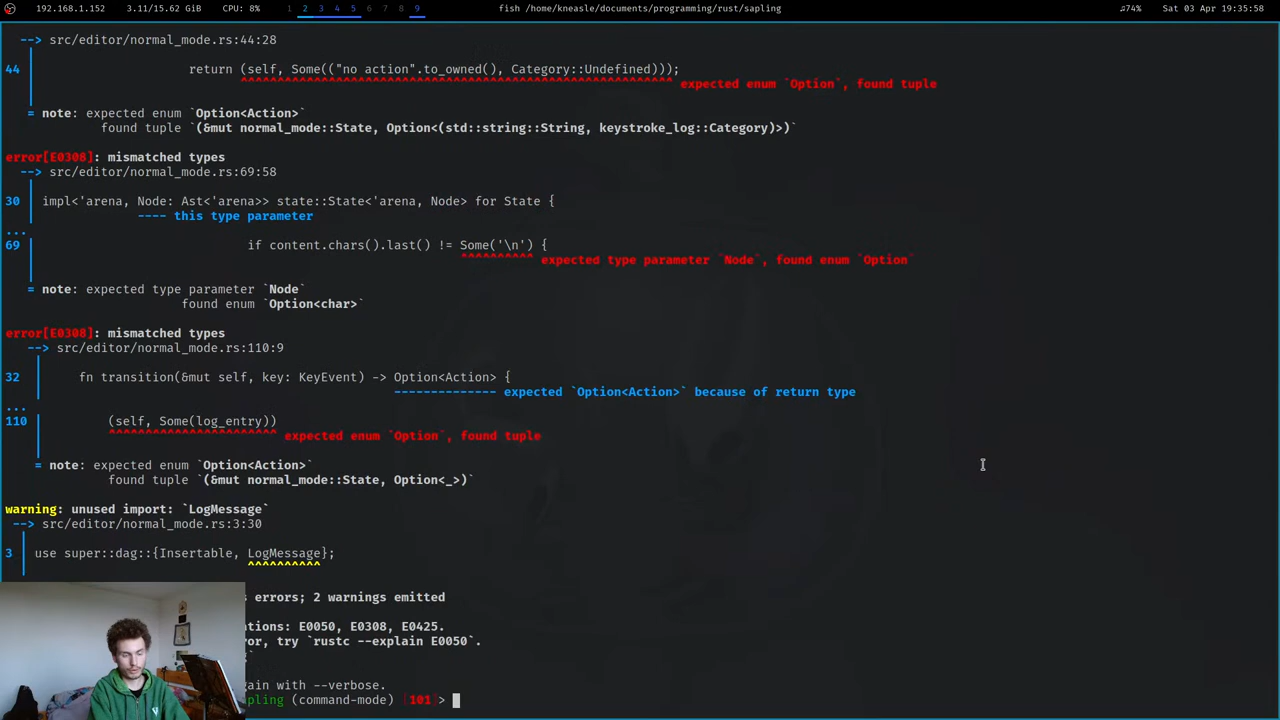 192.168.1.152 3.11/15.62 GiB CPU: 8% 1 2 3 4 5 6 7 8 9 fish /home/kneasle/documents/programming/rust/sapling ♫74% Sat 03 Apr 19:35:58
--> src/editor/normal_mode.rs:44:28
44 return (self, Some(("no action".to_owned(), Category::Undefined)));
^^^^^^^^^^^^^^^^^^^^^^^^^^^^^^^^^^^^^^^^^^^^^^^^^^^^^^^^^^^ expected enum `Option`, found tuple
= note: expected enum `Option<Action>`
found tuple `(&mut normal_mode::State, Option<(std::string::String, keystroke_log::Category)>)`
error[E0308]: mismatched types
--> src/editor/normal_mode.rs:69:58
30 impl<'arena, Node: Ast<'arena>> state::State<'arena, Node> for State {
---- this type parameter
...
69 if content.chars().last() != Some('\n') {
^^^^^^^^^^ expected type parameter `Node`, found enum `Option`
= note: expected type parameter `Node`
found enum `Option<char>`
error[E0308]: mismatched types
--> src/editor/normal_mode.rs:110:9
32 fn transition(&mut self, key: KeyEvent) -> Option<Action> {
-------------- expected `Option<Action>` because of return type
...
110 (self, Some(log_entry))
^^^^^^^^^^^^^^^^^^^^^^^ expected enum `Option`, found tuple
= note: expected enum `Option<Action>`
found tuple `(&mut normal_mode::State, Option<_>)`
warning: unused import: `LogMessage`
--> src/editor/normal_mode.rs:3:30
3 use super::dag::{Insertable, LogMessage};
^^^^^^^^^^
errors; 2 warnings emitted
ations: E0050, E0308, E0425.
or, try `rustc --explain E0050`.
gain with --verbose.
pling (command-mode) [101]>